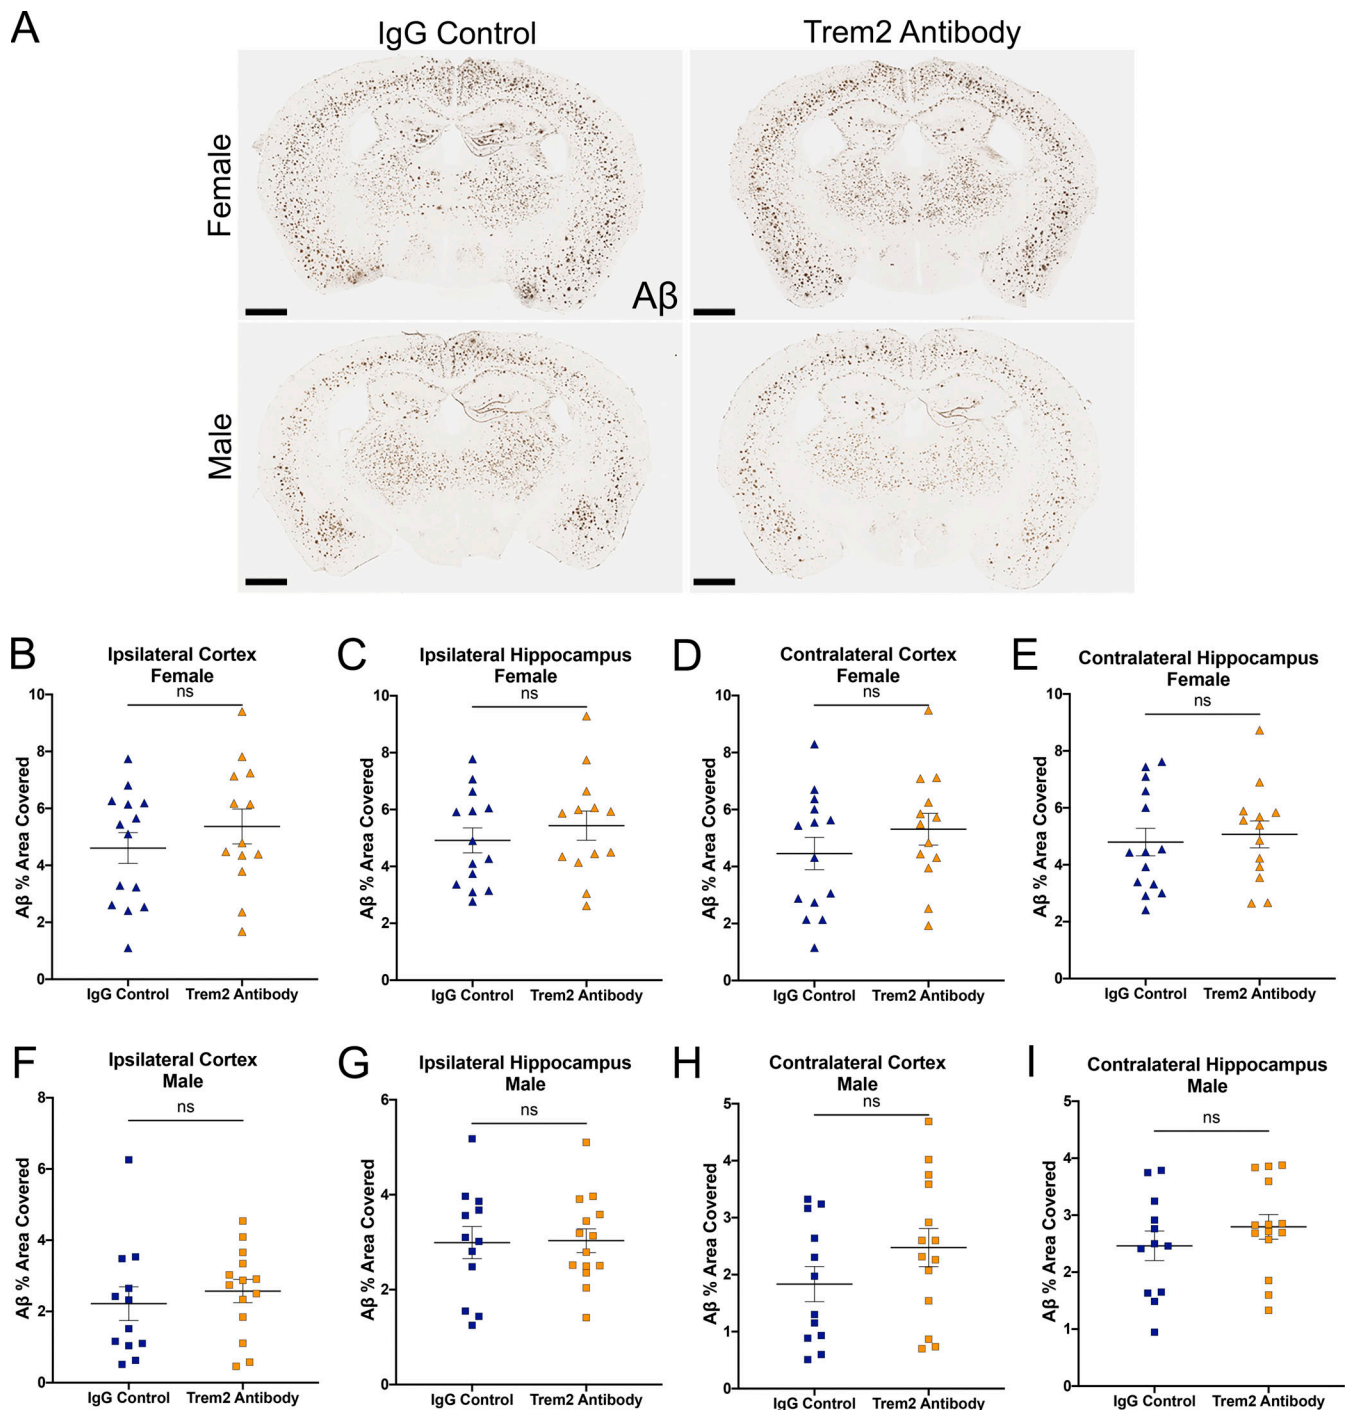 A
IgG Control
Trem2 Antibody
Female
Aβ
Male
B
Ipsilateral Cortex
Female
ns
Aβ % Area Covered
10
8
6
4
2
0
IgG Control
Trem2 Antibody
C
Ipsilateral Hippocampus
Female
ns
Aβ % Area Covered
10
8
6
4
2
0
IgG Control
Trem2 Antibody
D
Contralateral Cortex
Female
ns
Aβ % Area Covered
10
8
6
4
2
0
IgG Control
Trem2 Antibody
E
Contralateral Hippocampus
Female
ns
Aβ % Area Covered
10
8
6
4
2
0
IgG Control
Trem2 Antibody
F
Ipsilateral Cortex
Male
ns
Aβ % Area Covered
8
6
4
2
0
IgG Control
Trem2 Antibody
G
Ipsilateral Hippocampus
Male
ns
Aβ % Area Covered
6
4
2
0
IgG Control
Trem2 Antibody
H
Contralateral Cortex
Male
ns
Aβ % Area Covered
5
4
3
2
1
0
IgG Control
Trem2 Antibody
I
Contralateral Hippocampus
Male
ns
Aβ % Area Covered
5
4
3
2
1
0
IgG Control
Trem2 Antibody